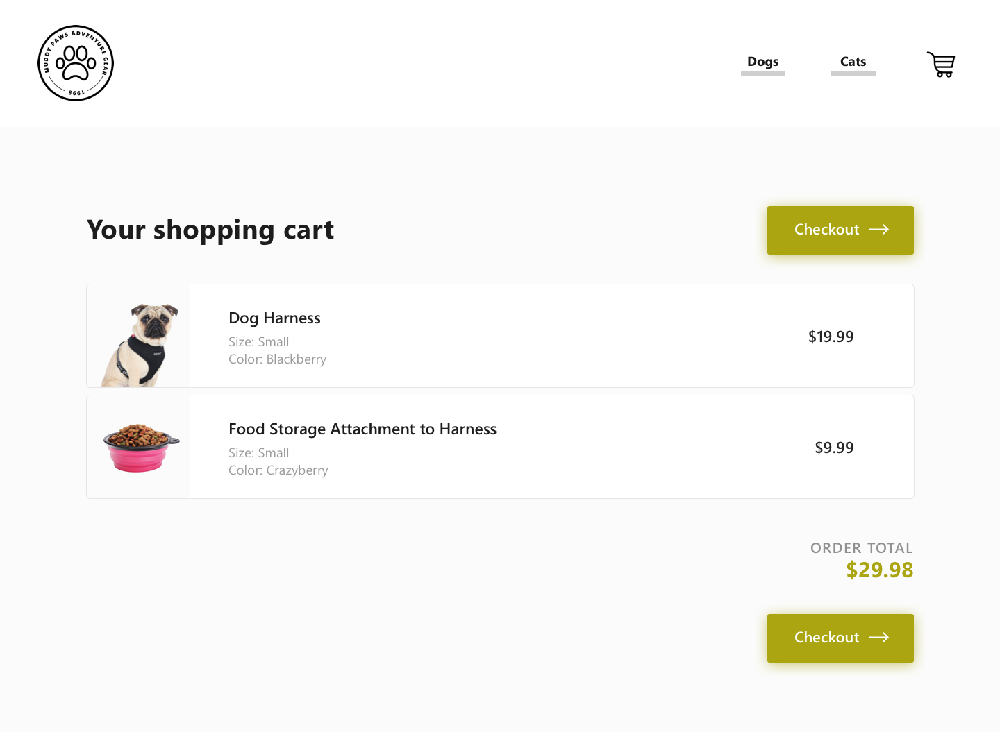 MUDDY PAWS ADVENTURE GEAR
1998
Dogs
Cats
Your shopping cart
Checkout
Dog Harness
Size: Small
Color: Blackberry
$19.99
Food Storage Attachment to Harness
Size: Small
Color: Crazyberry
$9.99
ORDER TOTAL
$29.98
Checkout